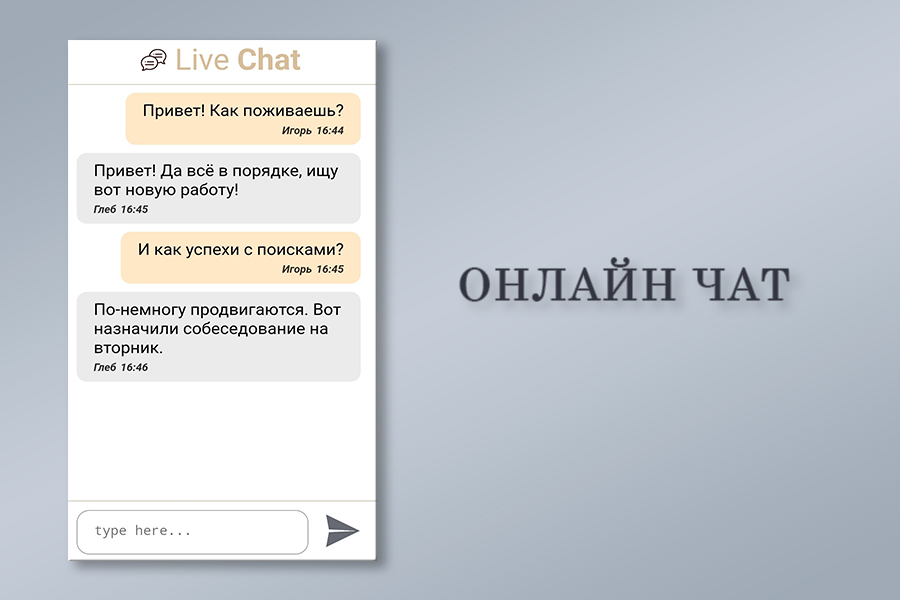 Live Chat
Привет! Как поживаешь?
Игорь 16:44
Привет! Да всё в порядке, ищу
вот новую работу!
Глеб 16:45
И как успехи с поисками?
Игорь 16:45
По-немногу продвигаются. Вот
назначили собеседование на
вторник.
Глеб 16:46
type here...
ОНЛАЙН ЧАТ